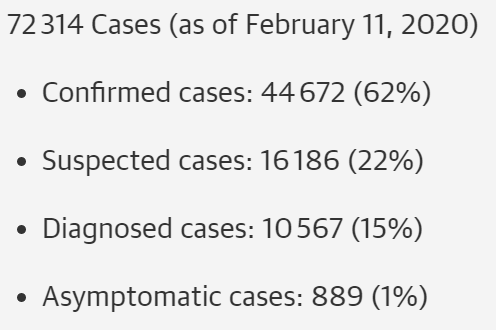 72 314 Cases (as of February 11, 2020)
• Confirmed cases: 44 672 (62%)
• Suspected cases: 16 186 (22%)
• Diagnosed cases: 10 567 (15%)
• Asymptomatic cases: 889 (1%)